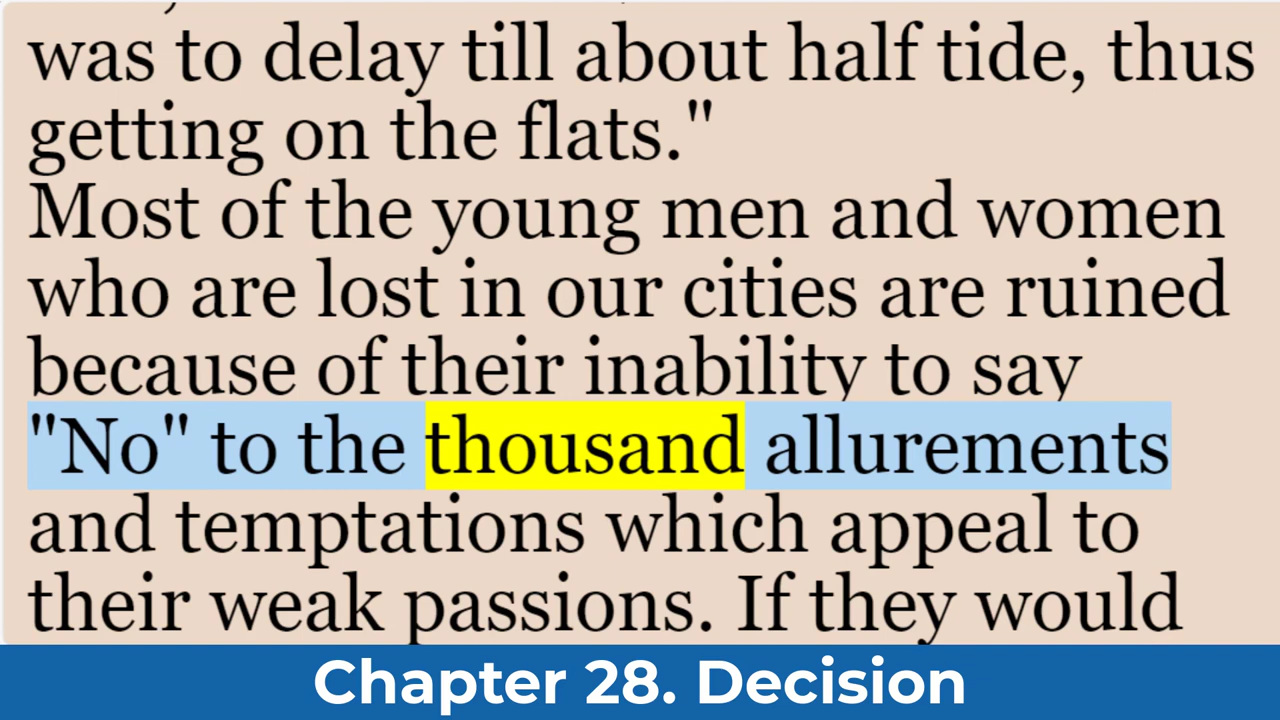 was to delay till about half tide, thus
getting on the flats."
Most of the young men and women
who are lost in our cities are ruined
because of their inability to say
"No" to the thousand allurements
and temptations which appeal to
their weak passions. If they would
Chapter 28. Decision